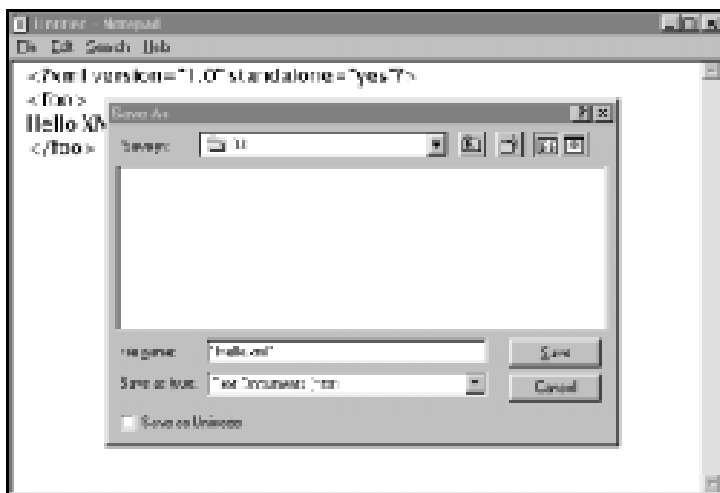 Untitled - Notepad
File Edit Search Help
<?xml version="1.0" standalone="yes"?>
<foo>
Hello XM
</foo>
Save As
Save in:
File name: "hello.xml"
Save
Save as type: Text Documents
Cancel
Save as Unicode